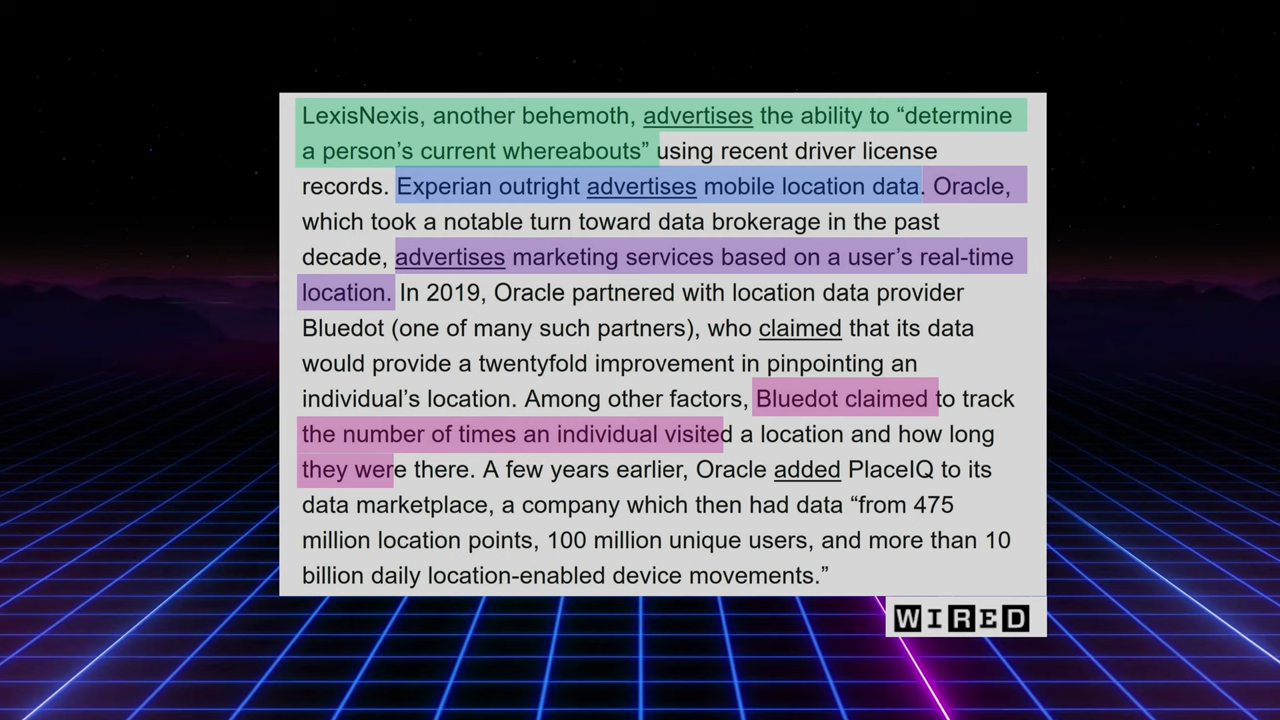 LexisNexis, another behemoth, advertises the ability to “determine
a person’s current whereabouts” using recent driver license
records. Experian outright advertises mobile location data. Oracle,
which took a notable turn toward data brokerage in the past
decade, advertises marketing services based on a user’s real-time
location. In 2019, Oracle partnered with location data provider
Bluedot (one of many such partners), who claimed that its data
would provide a twentyfold improvement in pinpointing an
individual’s location. Among other factors, Bluedot claimed to track
the number of times an individual visited a location and how long
they were there. A few years earlier, Oracle added PlaceIQ to its
data marketplace, a company which then had data “from 475
million location points, 100 million unique users, and more than 10
billion daily location-enabled device movements.”
WIRED